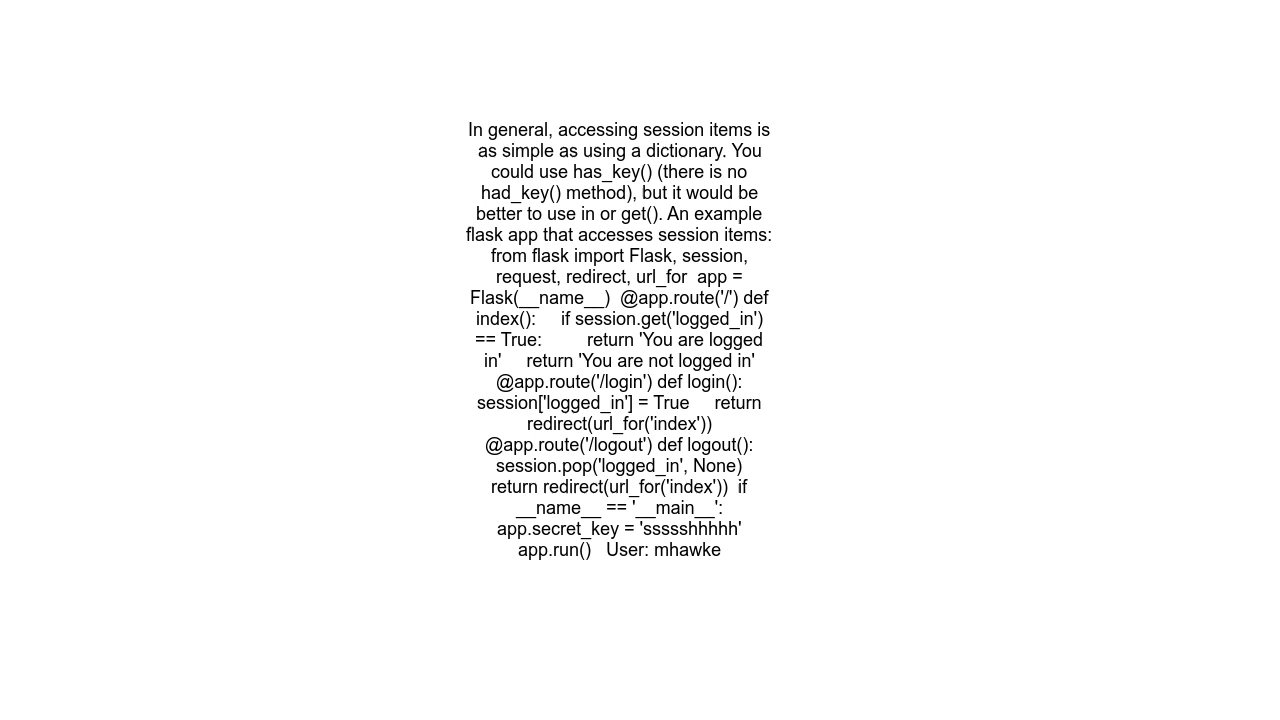 In general, accessing session items is
as simple as using a dictionary. You
could use has_key() (there is no
had_key() method), but it would be
better to use in or get(). An example
flask app that accesses session items:
from flask import Flask, session,
request, redirect, url_for  app =
Flask(__name__)  @app.route('/') def
index():     if session.get('logged_in')
== True:         return 'You are logged
in'     return 'You are not logged in'
@app.route('/login') def login():
session['logged_in'] = True     return
redirect(url_for('index'))
@app.route('/logout') def logout():
session.pop('logged_in', None)
return redirect(url_for('index'))  if
__name__ == '__main__':
app.secret_key = 'ssssshhhhh'
app.run()   User: mhawke